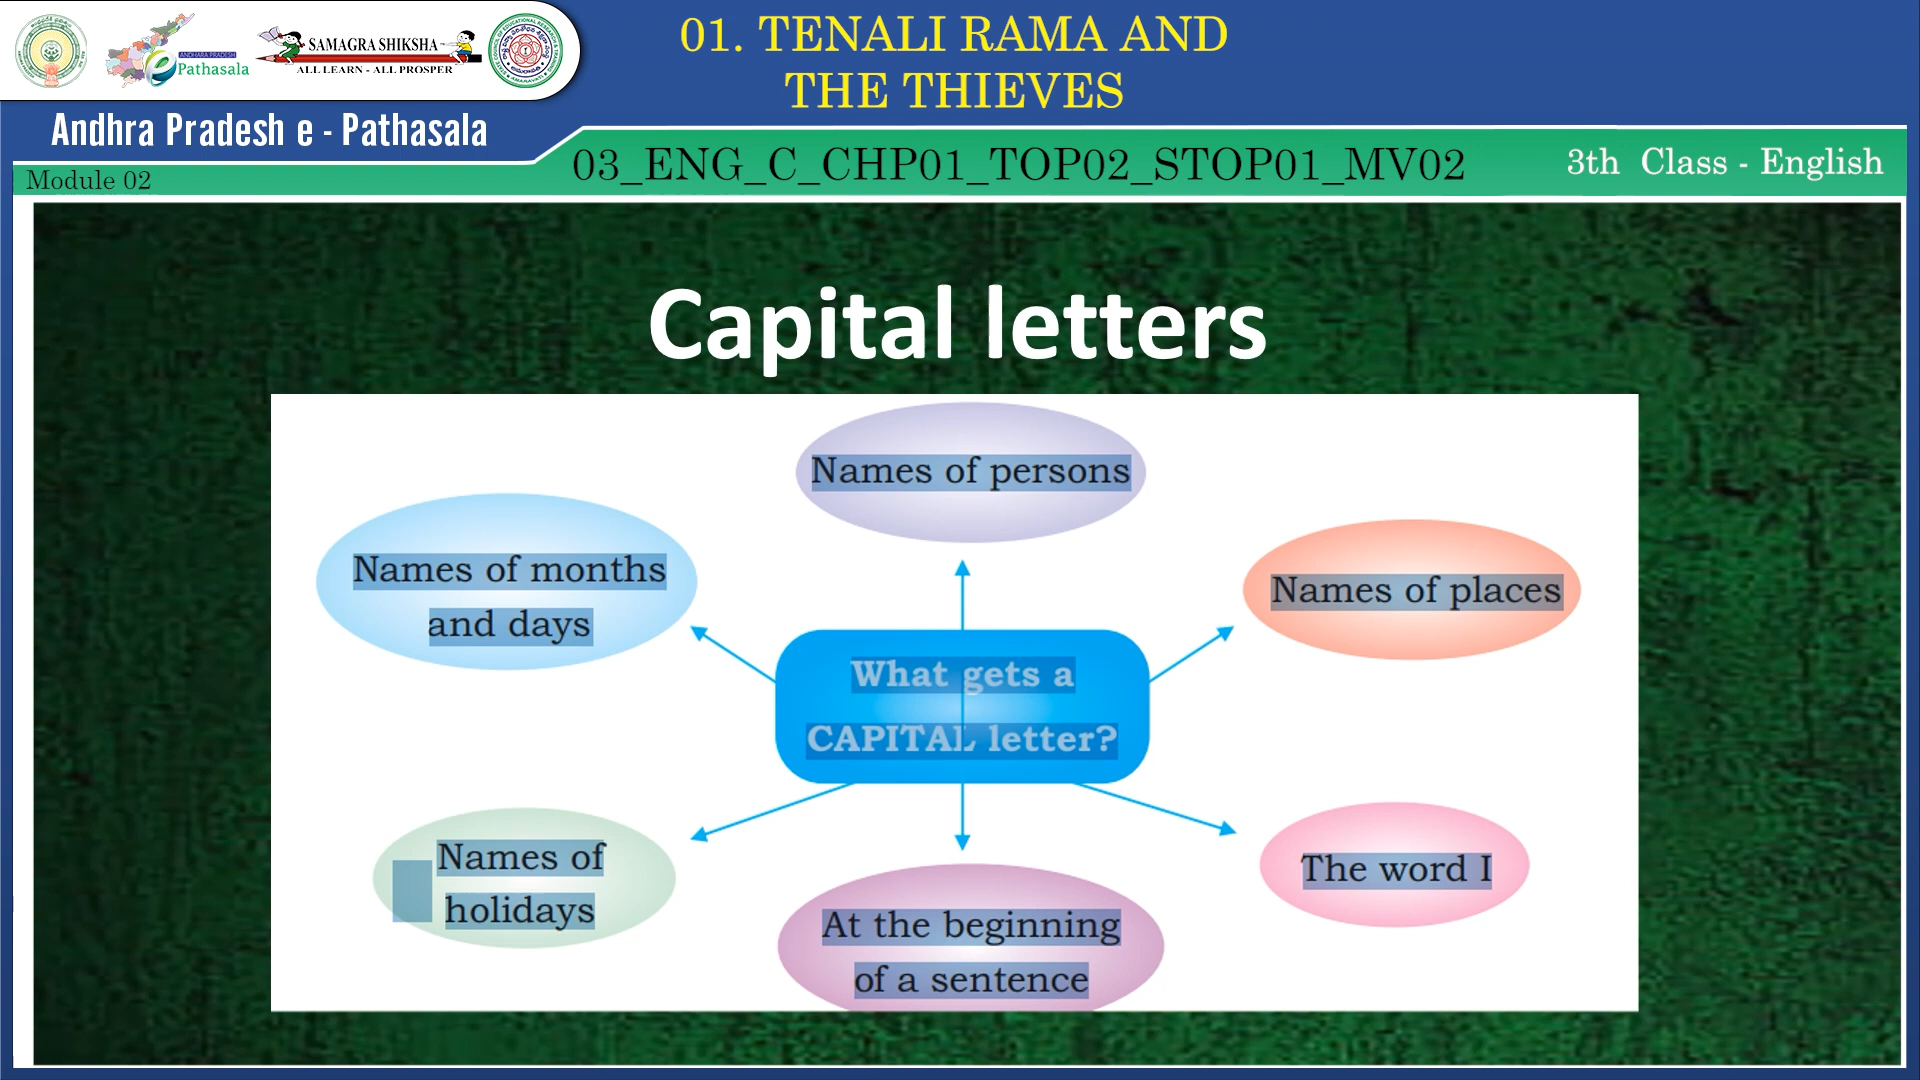 ANDHRA PRADESH
Pathasala
SAMAGRA SHIKSHA
ALL LEARN - ALL PROSPER
01. TENALI RAMA AND
THE THIEVES
Andhra Pradesh e - Pathasala
Module 02
03_ENG_C_CHP01_TOP02_STOP01_MV02
3th Class - English
Capital letters
Names of persons
Names of months
and days
Names of places
What gets a
CAPITAL letter?
Names of
holidays
The word I
At the beginning
of a sentence